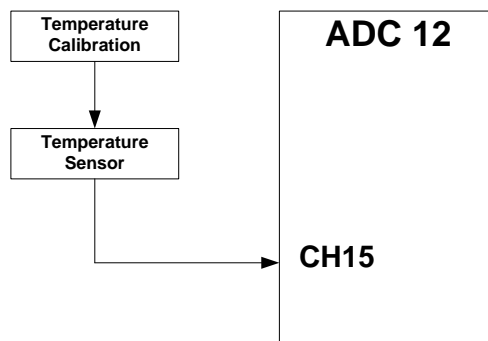 Temperature
Calibration
ADC 12
Temperature
Sensor
CH15